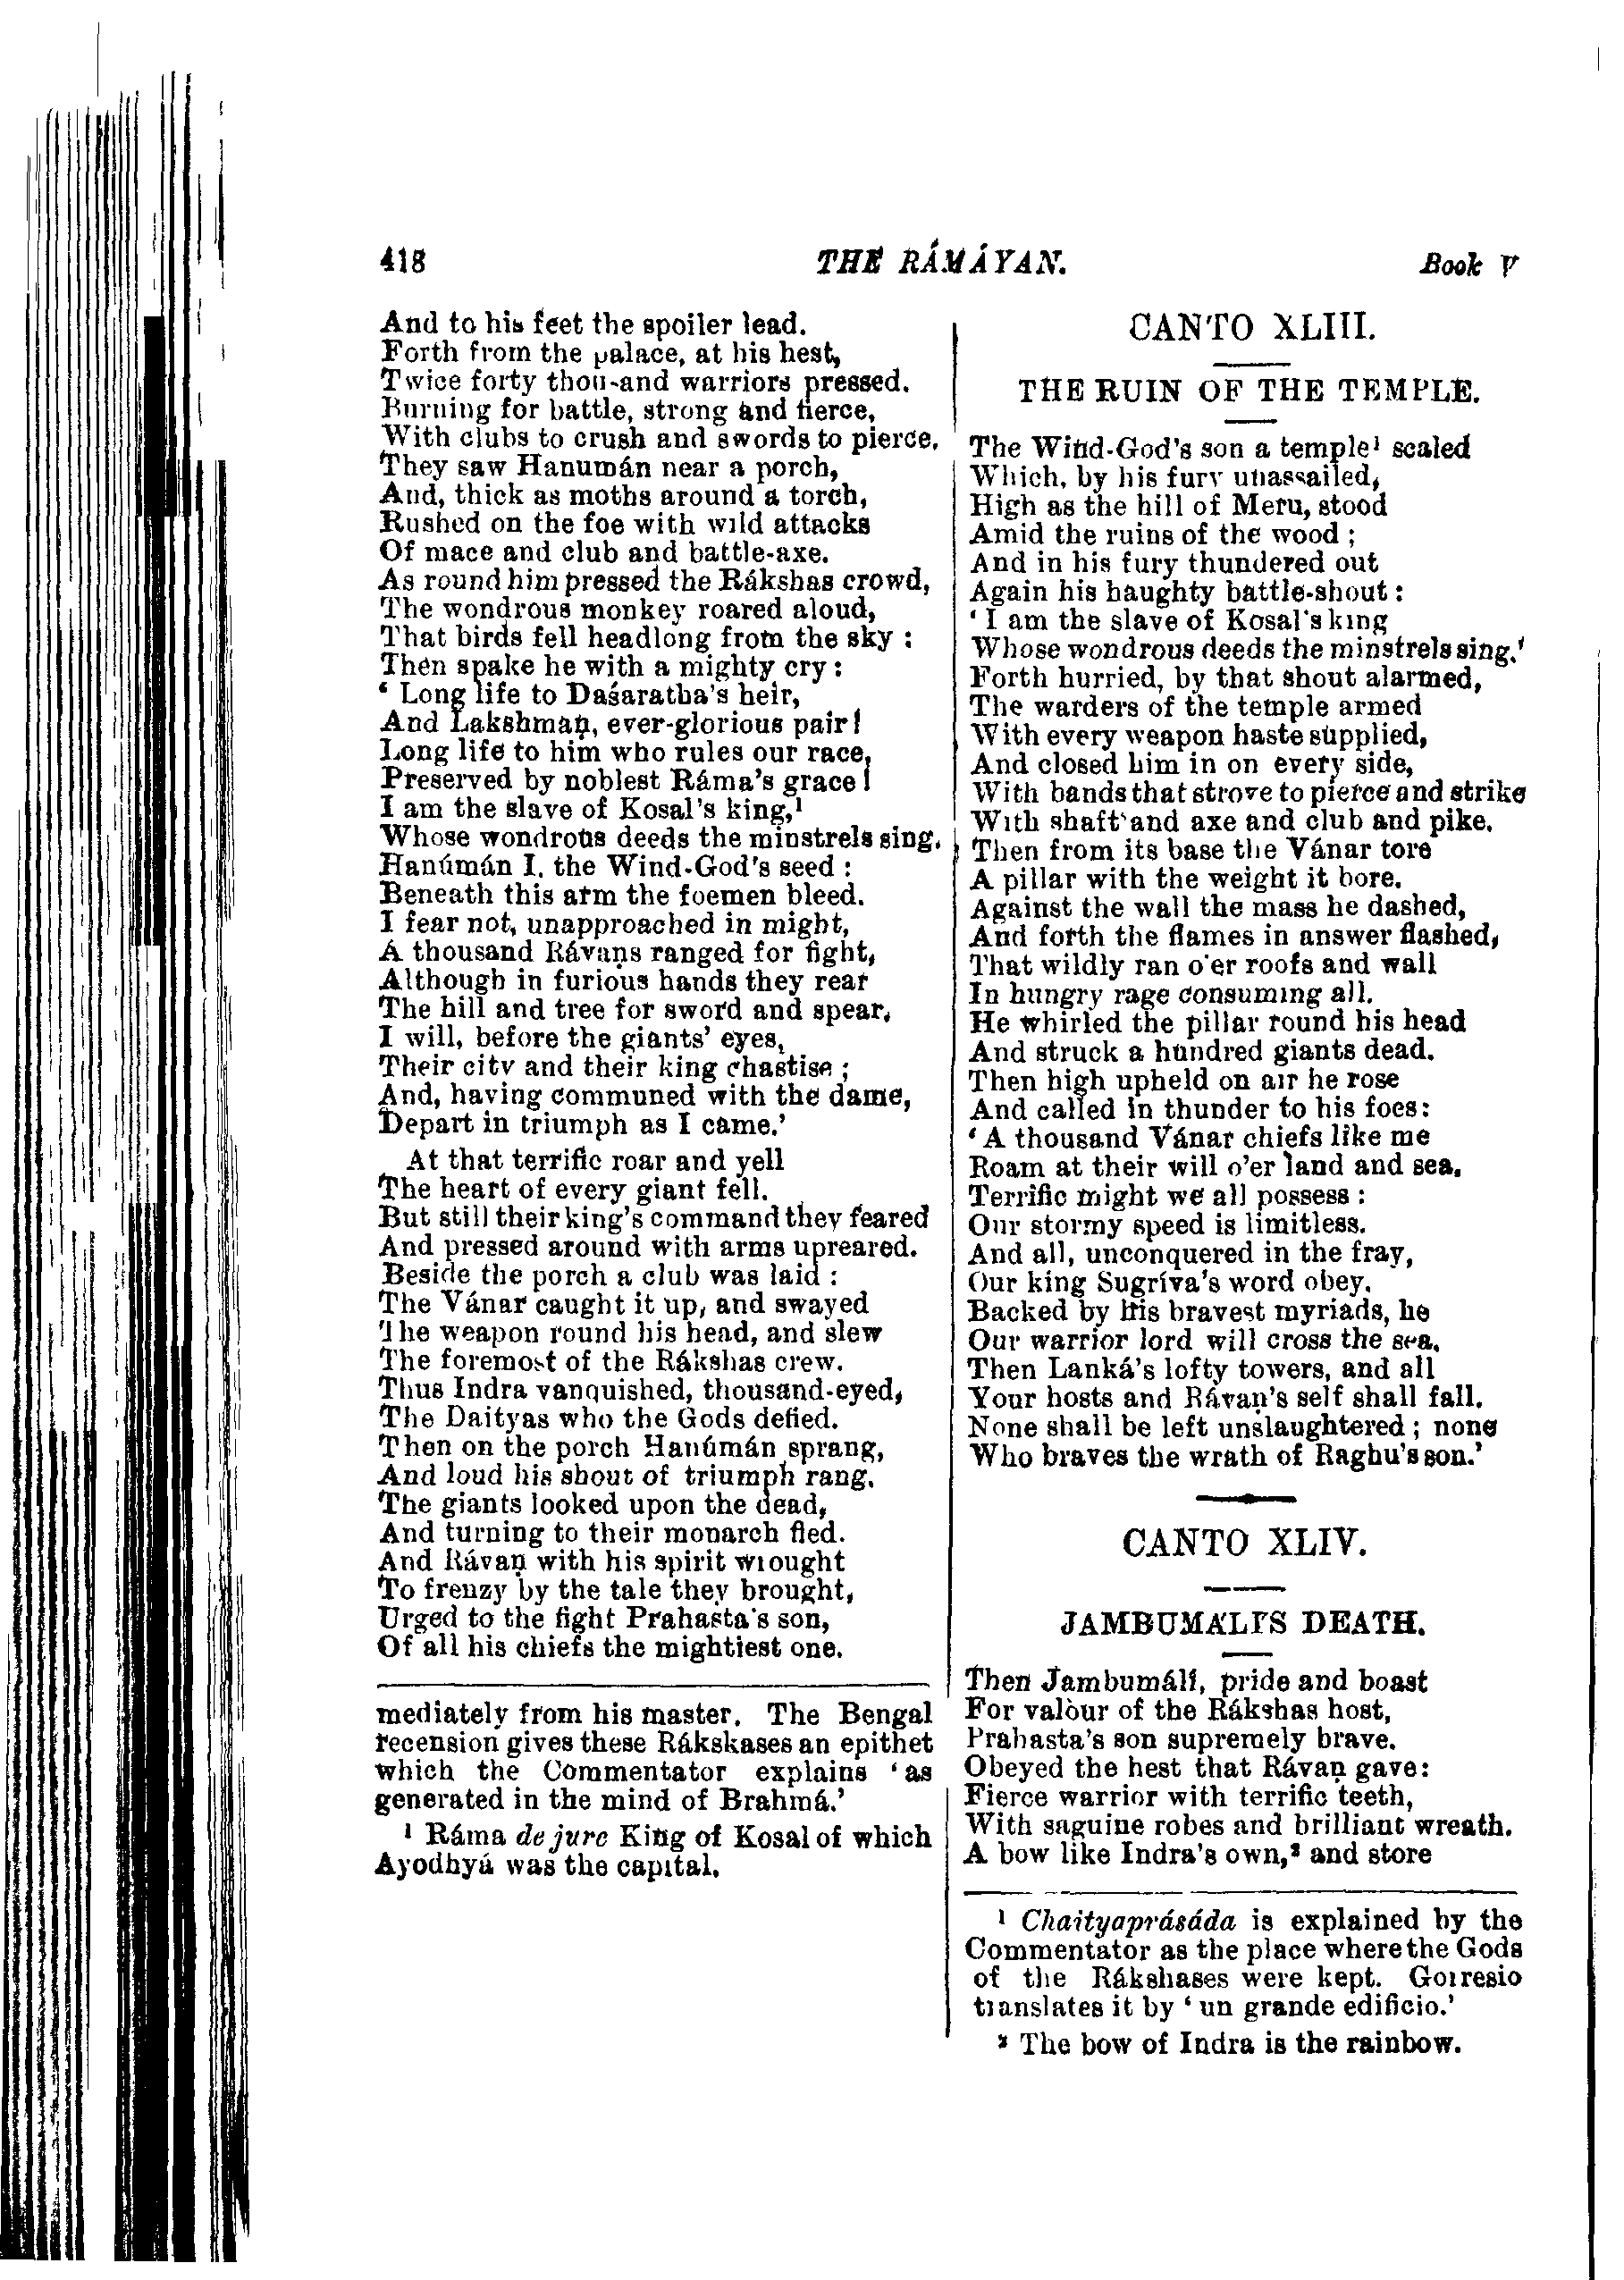 418 THE RÁMÁYAN. Book V
And to his feet the spoiler lead.
Forth from the palace, at his hest,
Twice forty thousand warriors pressed.
Burning for battle, strong and fierce,
With clubs to crush and swords to pierce.
They saw Hanumán near a porch,
And, thick as moths around a torch,
Rushed on the foe with wild attacks
Of mace and club and battle-axe.
As round him pressed the Rákshas crowd,
The wondrous monkey roared aloud,
That birds fell headlong from the sky :
Then spake he with a mighty cry :
‘ Long life to Daśaratha's heir,
And Lakshmaṇ, ever-glorious pair!
Long life to him who rules our race,
Preserved by noblest Ráma's grace!
I am the slave of Kosal's king,¹
Whose wondrous deeds the minstrels sing.
Hanúmán I, the Wind-God's seed :
Beneath this arm the foemen bleed.
I fear not, unapproached in might,
A thousand Rávaṇs ranged for fight,
Although in furious hands they rear
The hill and tree for sword and spear,
I will, before the giants' eyes,
Their city and their king chastise ;
And, having communed with the dame,
Depart in triumph as I came.'
At that terrific roar and yell
The heart of every giant fell.
But still their king's command they feared
And pressed around with arms upreared.
Beside the porch a club was laid :
The Vánar caught it up, and swayed
The weapon round his head, and slew
The foremost of the Rákshas crew.
Thus Indra vanquished, thousand-eyed,
The Daityas who the Gods defied.
Then on the porch Hanúmán sprang,
And loud his shout of triumph rang.
The giants looked upon the dead,
And turning to their monarch fled.
And Rávaṇ with his spirit wrought
To frenzy by the tale they brought,
Urged to the fight Prahasta's son,
Of all his chiefs the mightiest one.
mediately from his master. The Bengal
recension gives these Rákskases an epithet
which the Commentator explains ‘ as
generated in the mind of Brahmá.'
¹ Ráma de jure King of Kosal of which
Ayodhyá was the capital.
CANTO XLIII.
THE RUIN OF THE TEMPLE.
The Wind-God's son a temple¹ scaled
Which, by his fury unassailed,
High as the hill of Meru, stood
Amid the ruins of the wood ;
And in his fury thundered out
Again his haughty battle-shout :
‘ I am the slave of Kosal's king
Whose wondrous deeds the minstrels sing.'
Forth hurried, by that shout alarmed,
The warders of the temple armed
With every weapon haste supplied,
And closed him in on every side,
With bands that strove to pierce and strike
With shaft and axe and club and pike.
Then from its base the Vánar tore
A pillar with the weight it bore.
Against the wall the mass he dashed,
And forth the flames in answer flashed,
That wildly ran o'er roofs and wall
In hungry rage consuming all.
He whirled the pillar round his head
And struck a hundred giants dead.
Then high upheld on air he rose
And called in thunder to his foes:
‘ A thousand Vánar chiefs like me
Roam at their will o'er land and sea,
Terrific might we all possess :
Our stormy speed is limitless.
And all, unconquered in the fray,
Our king Sugríva's word obey.
Backed by his bravest myriads, he
Our warrior lord will cross the sea.
Then Lanká's lofty towers, and all
Your hosts and Rávaṇ's self shall fall.
None shall be left unslaughtered ; none
Who braves the wrath of Raghu's son.'
CANTO XLIV.
JAMBUMÁLI'S DEATH.
Then Jambumálí, pride and boast
For valour of the Rákshas host,
Prahasta's son supremely brave,
Obeyed the hest that Rávaṇ gave:
Fierce warrior with terrific teeth,
With saguine robes and brilliant wreath.
A bow like Indra's own,² and store
¹ Chaityaprásáda is explained by the
Commentator as the place where the Gods
of the Rákshases were kept. Gorresio
translates it by ‘ un grande edificio.'
² The bow of Indra is the rainbow.